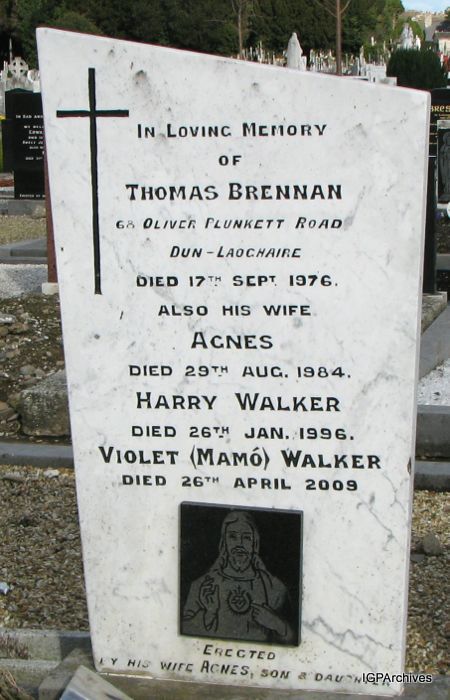 IN LOVING MEMORY
OF
THOMAS BRENNAN
68 OLIVER PLUNKETT ROAD
DUN-LAOGHAIRE
DIED 17TH SEPT. 1976.
ALSO HIS WIFE
AGNES
DIED 29TH AUG. 1984.
HARRY WALKER
DIED 26TH JAN. 1996.
VIOLET (MAMÓ) WALKER
DIED 26TH APRIL 2009
ERECTED
BY HIS WIFE AGNES, SON & DAUGHTER
IGPArchives
BRES